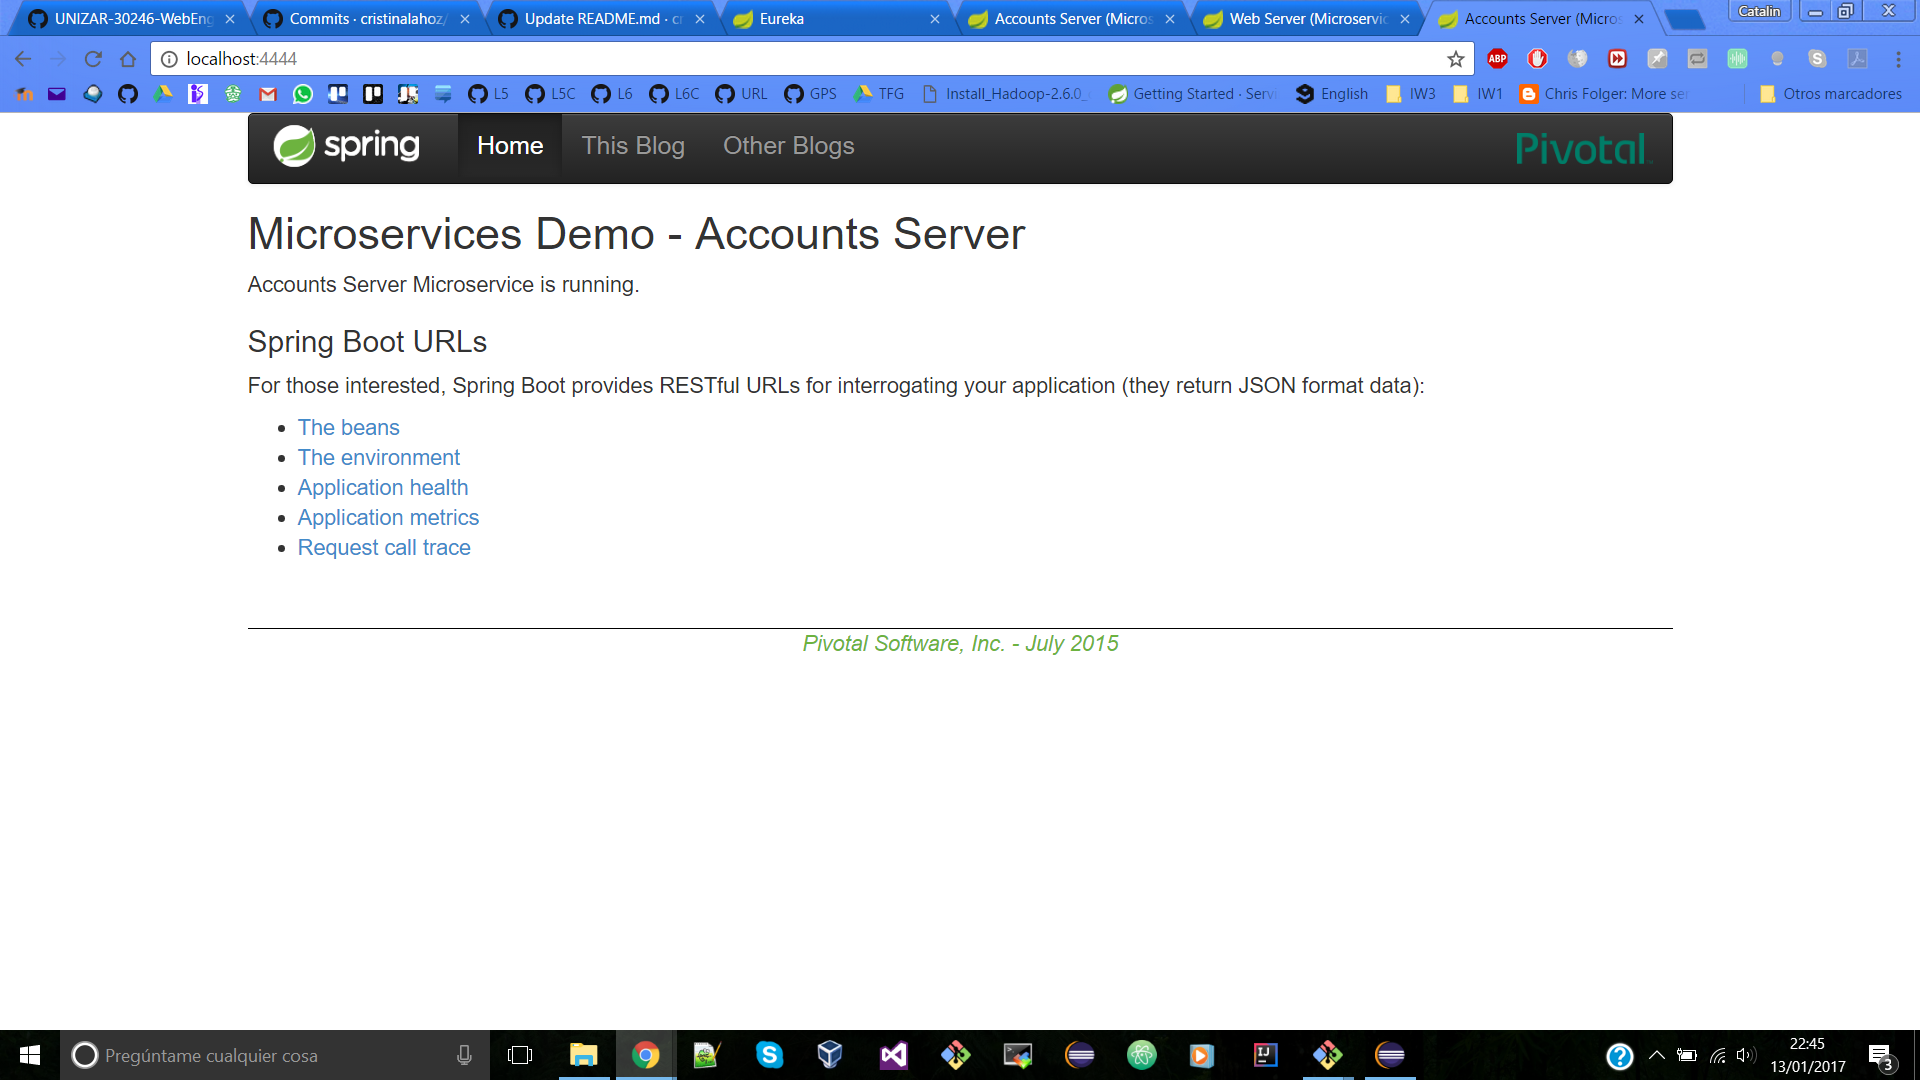 UNIZAR-30246-WebEng
Commits · cristinalahoz/
Update README.md · cr
Eureka
Accounts Server (Micros
Web Server (Microservic
Accounts Server (Micros
Catalin
localhost:4444
ABP
L5
L5C
L6
L6C
URL
GPS
TFG
Install_Hadoop-2.6.0_
Getting Started · Servi
English
IW3
IW1
Chris Folger: More se
Otros marcadores
spring
Home
This Blog
Other Blogs
Pivotal
Microservices Demo - Accounts Server
Accounts Server Microservice is running.
Spring Boot URLs
For those interested, Spring Boot provides RESTful URLs for interrogating your application (they return JSON format data):
The beans
The environment
Application health
Application metrics
Request call trace
Pivotal Software, Inc. - July 2015
Pregúntame cualquier cosa
22:45
13/01/2017
3